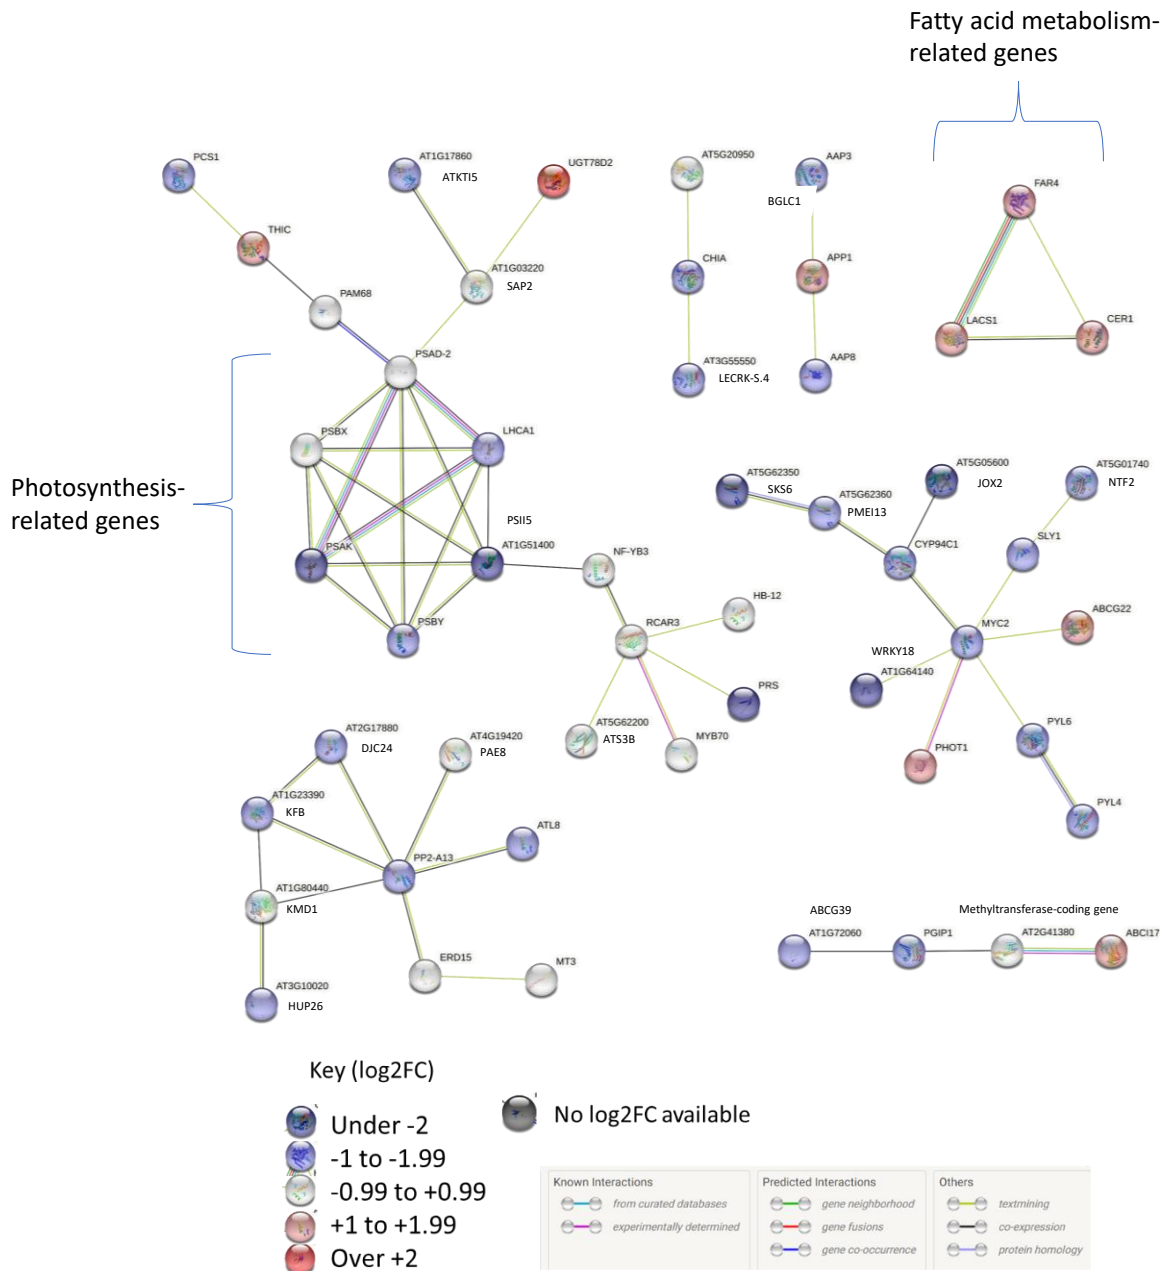 Fatty acid metabolism-
related genes
PCS1
AT1G17860
ATKTI5
UGT78D2
AT5G20950
AAP3
BGLC1
FAR4
THIC
CHIA
APP1
AT1G03220
SAP2
PAM68
LACS1
CER1
PSAD-2
AT3G55550
LECRK-S.4
AAP8
PSBX
LHCA1
Photosynthesis-
related genes
PSII5
PSAK
AT1G51400
NF-YB3
PSBY
RCAR3
HB-12
PRS
AT5G62200
ATS3B
MYB70
AT5G62350
SKS6
AT5G62360
PMEI13
AT5G05600
JOX2
AT5G01740
NTF2
CYP94C1
SLY1
MYC2
ABCG22
WRKY18
AT1G64140
PHOT1
PYL6
PYL4
AT2G17880
DJC24
AT4G19420
PAE8
AT1G23390
KFB
ATL8
PP2-A13
AT1G80440
KMD1
ERD15
MT3
AT3G10020
HUP26
ABCG39
Methyltransferase-coding gene
AT1G72060
PGIP1
AT2G41380
ABCI17
Key (log2FC)
Under -2
-1 to -1.99
-0.99 to +0.99
+1 to +1.99
Over +2
No log2FC available
Known Interactions
from curated databases
experimentally determined
Predicted Interactions
gene neighborhood
gene fusions
gene co-occurrence
Others
textmining
co-expression
protein homology